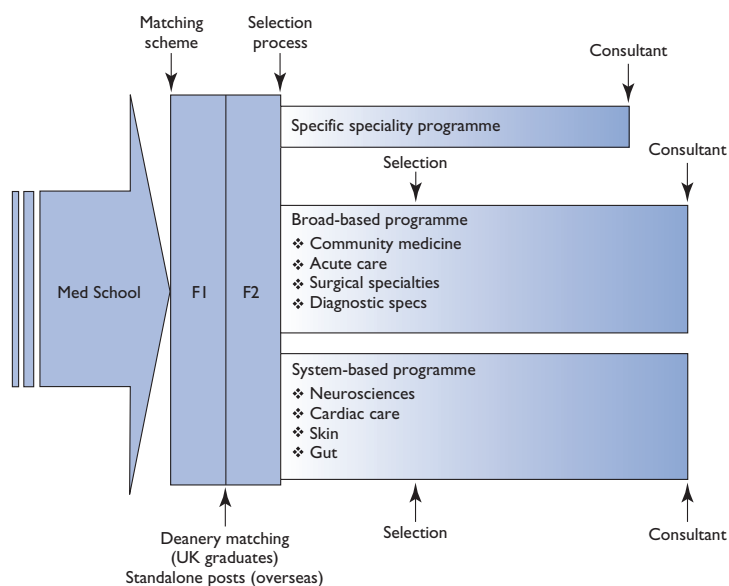 Matching
scheme
Selection
process
Consultant
Specific speciality programme
Selection
Consultant
Broad-based programme
❖ Community medicine
❖ Acute care
❖ Surgical specialties
❖ Diagnostic specs
Med School
F1
F2
System-based programme
❖ Neurosciences
❖ Cardiac care
❖ Skin
❖ Gut
Deanery matching
(UK graduates)
Standalone posts (overseas)
Selection
Consultant